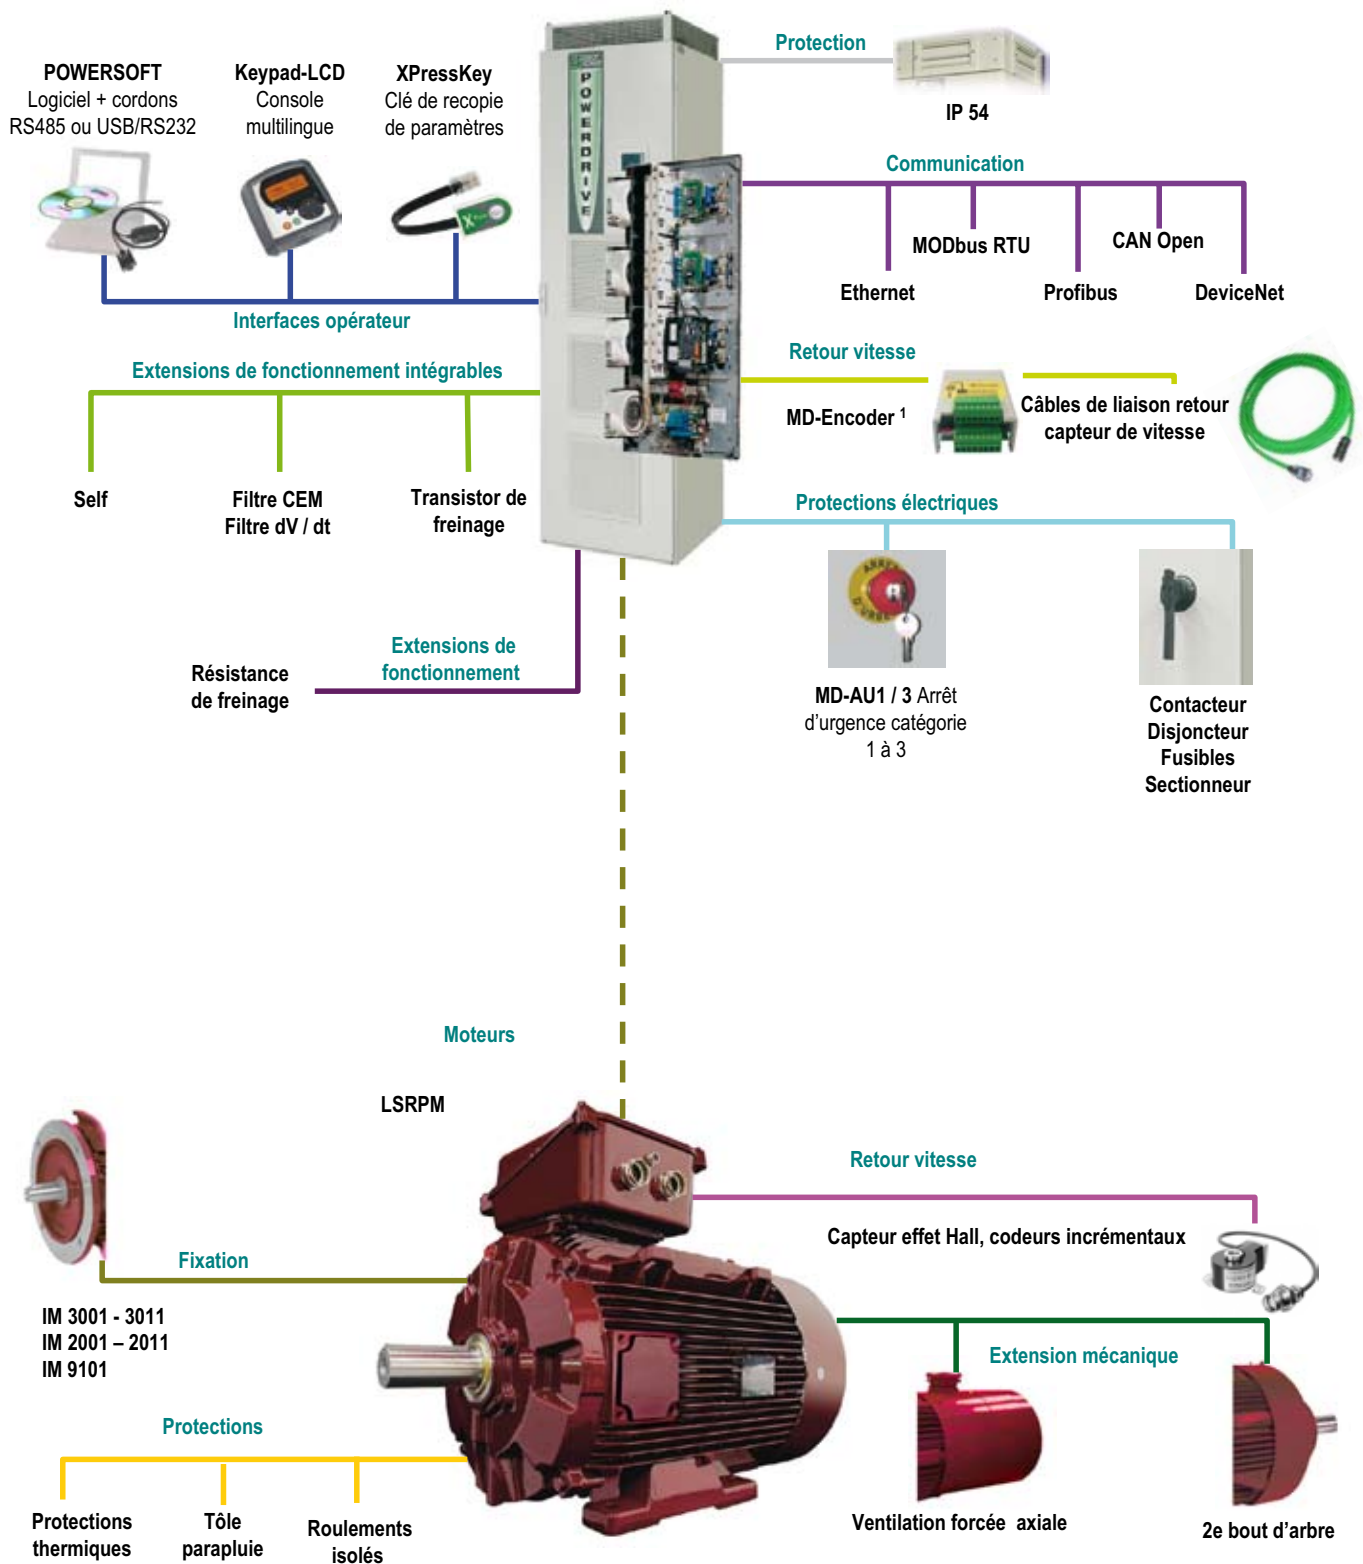 POWERSOFT
Logiciel + cordons
RS485 ou USB/RS232
Keypad-LCD
Console
multilingue
XPressKey
Clé de recopie
de paramètres
POWERDRIVE
Protection
IP 54
Communication
MODbus RTU
CAN Open
Ethernet
Profibus
DeviceNet
Interfaces opérateur
Extensions de fonctionnement intégrables
Self
Filtre CEM
Filtre dV / dt
Transistor de
freinage
Retour vitesse
MD-Encoder 1
Câbles de liaison retour
capteur de vitesse
Protections électriques
ARRET
D'URGENCE
MD-AU1 / 3 Arrêt
d'urgence catégorie
1 à 3
Contacteur
Disjoncteur
Fusibles
Sectionneur
Extensions de
fonctionnement
Résistance
de freinage
Moteurs
LSRPM
Retour vitesse
Capteur effet Hall, codeurs incrémentaux
Fixation
IM 3001 - 3011
IM 2001 – 2011
IM 9101
Extension mécanique
Ventilation forcée axiale
2e bout d'arbre
Protections
Protections
thermiques
Tôle
parapluie
Roulements
isolés